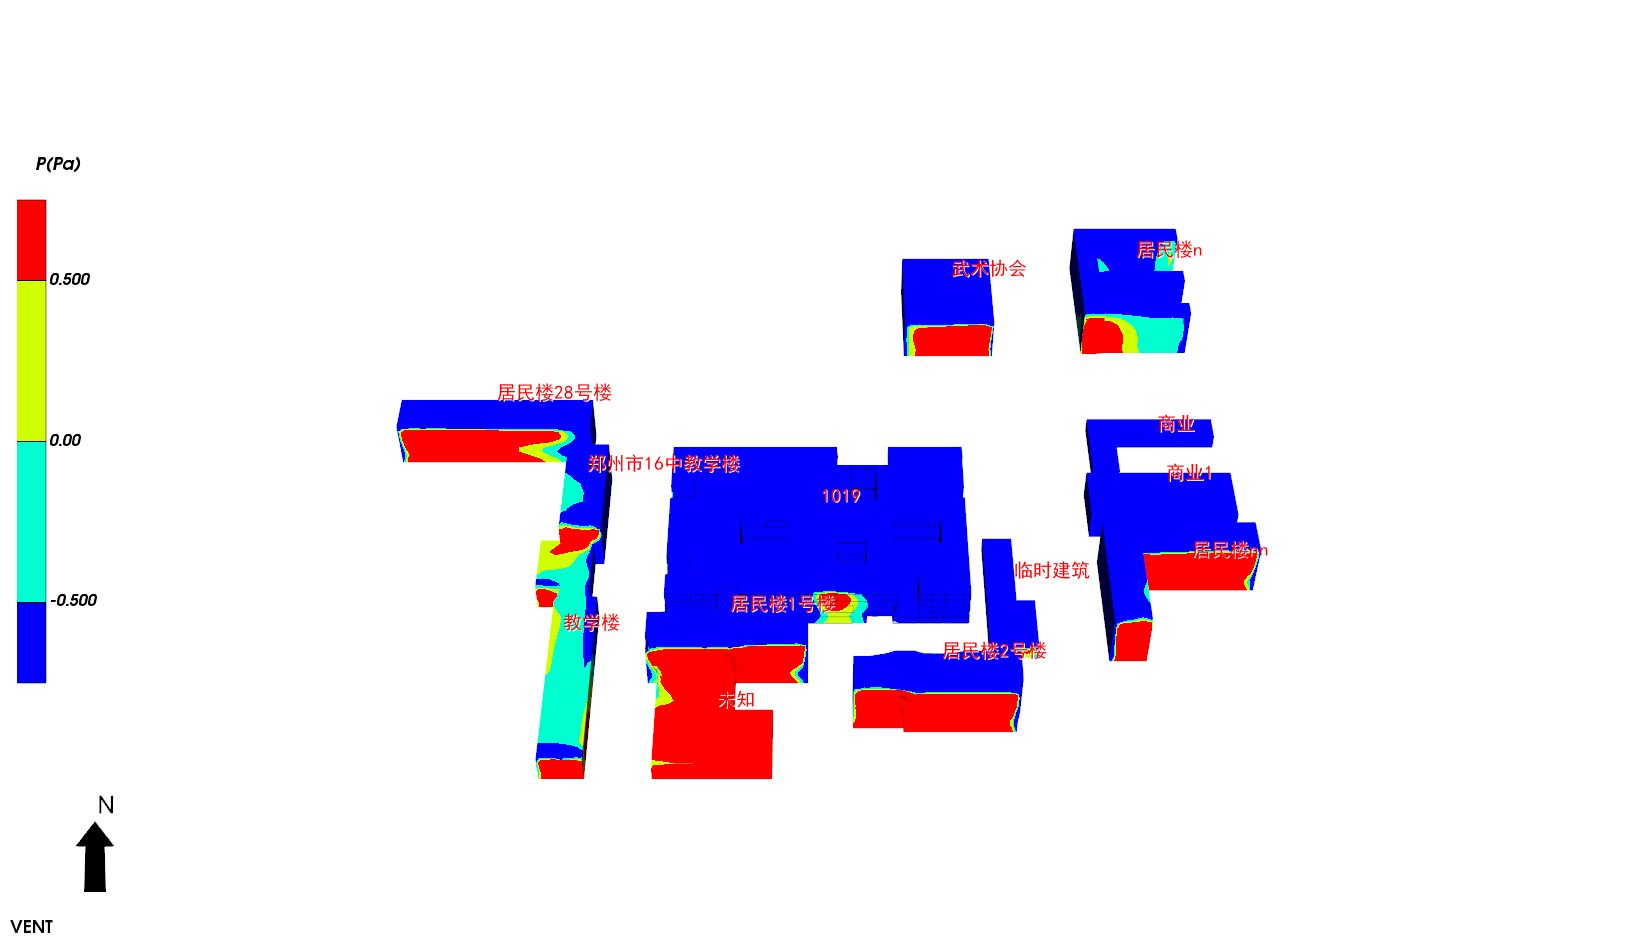 P(Pa)
0.500
0.00
-0.500
居民楼n
武术协会
居民楼28号楼
商业
郑州市16中教学楼
商业1
1019
居民楼nn
临时建筑
居民楼1号楼
教学楼
居民楼2号楼
未知
N
VENT